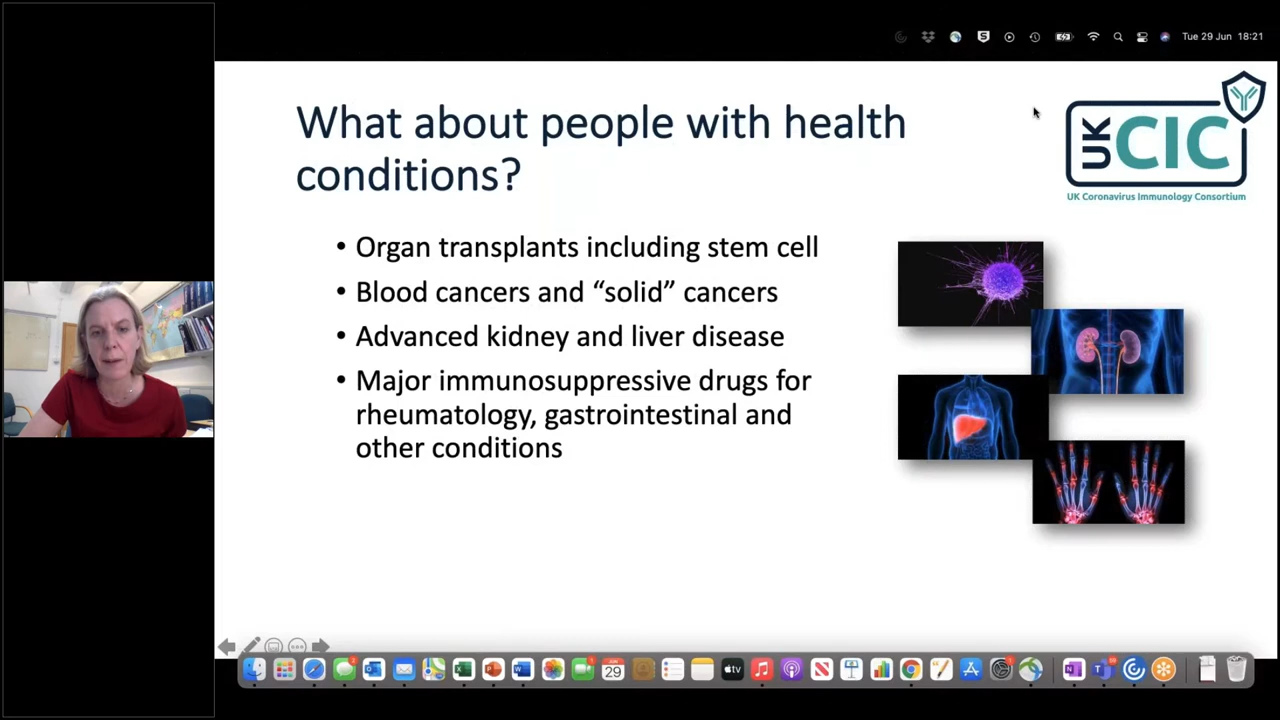 Tue 29 Jun 18:21
What about people with health
conditions?
UK
CIC
UK Coronavirus Immunology Consortium
• Organ transplants including stem cell
• Blood cancers and “solid” cancers
• Advanced kidney and liver disease
• Major immunosuppressive drugs for
rheumatology, gastrointestinal and
other conditions
JUN
29
tv